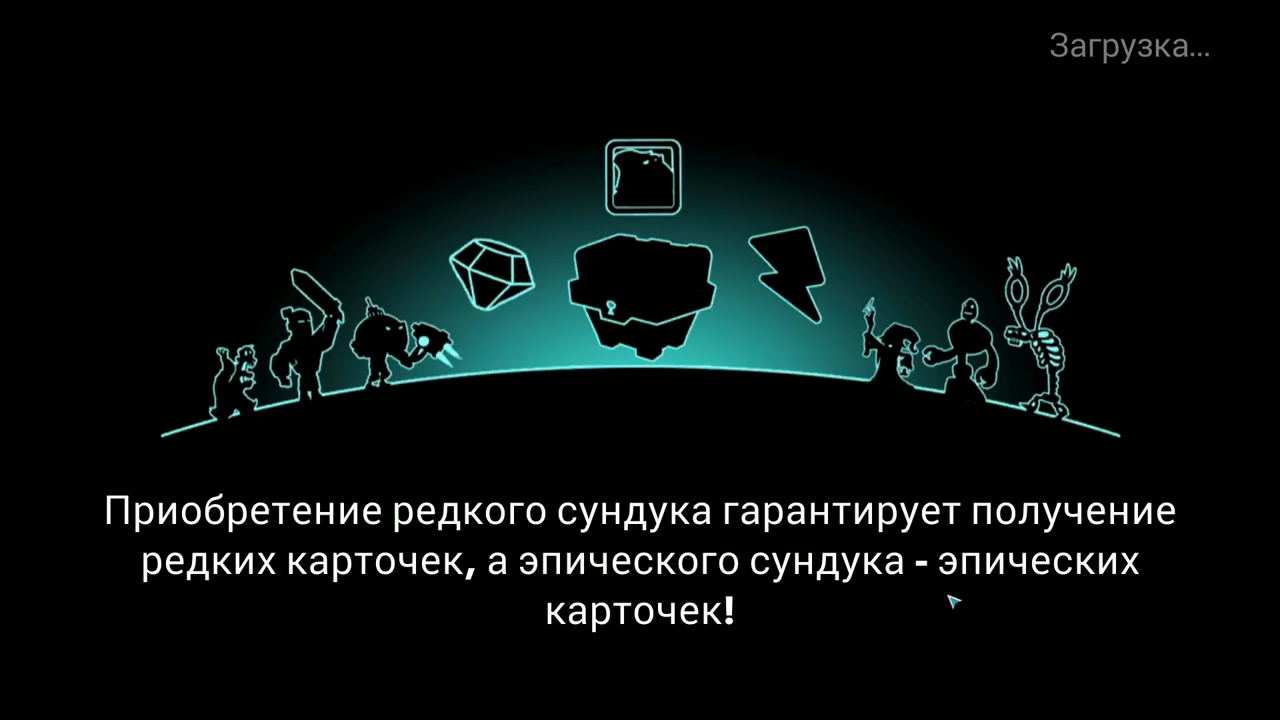 Загрузка...
Приобретение редкого сундука гарантирует получение
редких карточек, а эпического сундука - эпических
карточек!